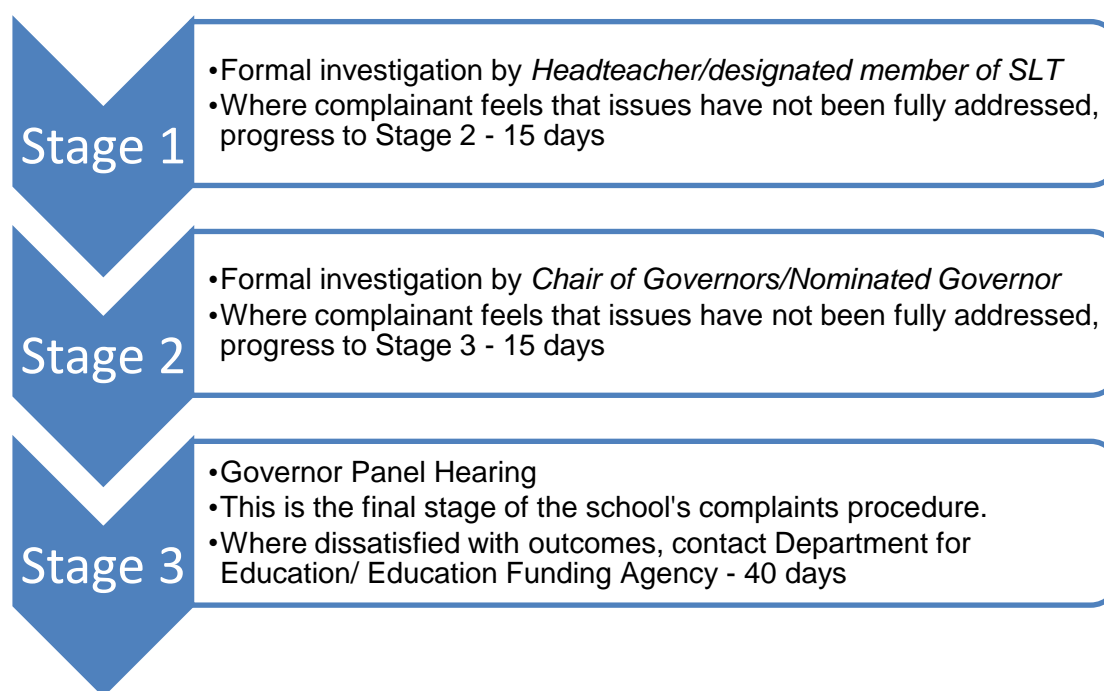 Stage 1
•Formal investigation by Headteacher/designated member of SLT
•Where complainant feels that issues have not been fully addressed,
progress to Stage 2 - 15 days
Stage 2
•Formal investigation by Chair of Governors/Nominated Governor
•Where complainant feels that issues have not been fully addressed,
progress to Stage 3 - 15 days
Stage 3
•Governor Panel Hearing
•This is the final stage of the school's complaints procedure.
•Where dissatisfied with outcomes, contact Department for
Education/ Education Funding Agency - 40 days